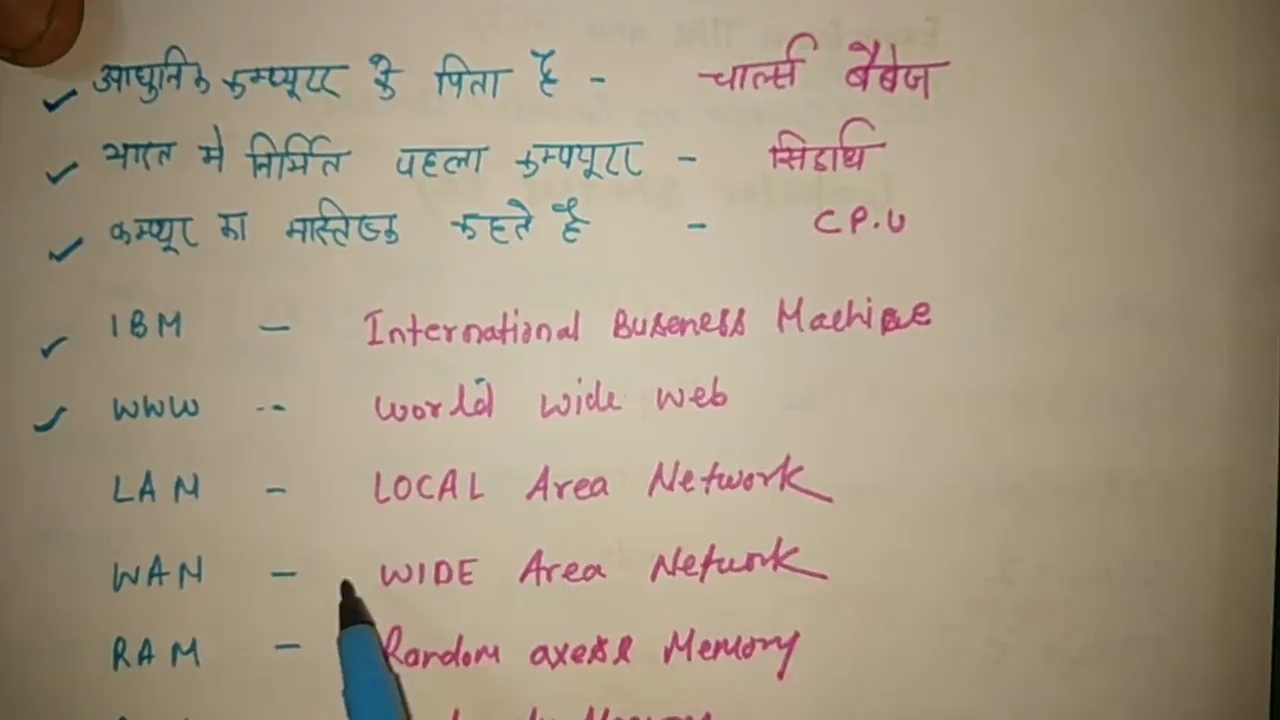 आधुनिक कम्प्यूटर के पिता है - चार्ल्स बैबेज
भारत मे निर्मित पहला कम्पयूटर - सिद्धार्थ
कम्प्यूटर का मास्तिष्क कहते है - C.P.U
IBM - International Buseness Machine
WWW -- World wide web
LAN - LOCAL Area Network
WAN - WIDE Area Network
RAM - Random axess Memory
Memory